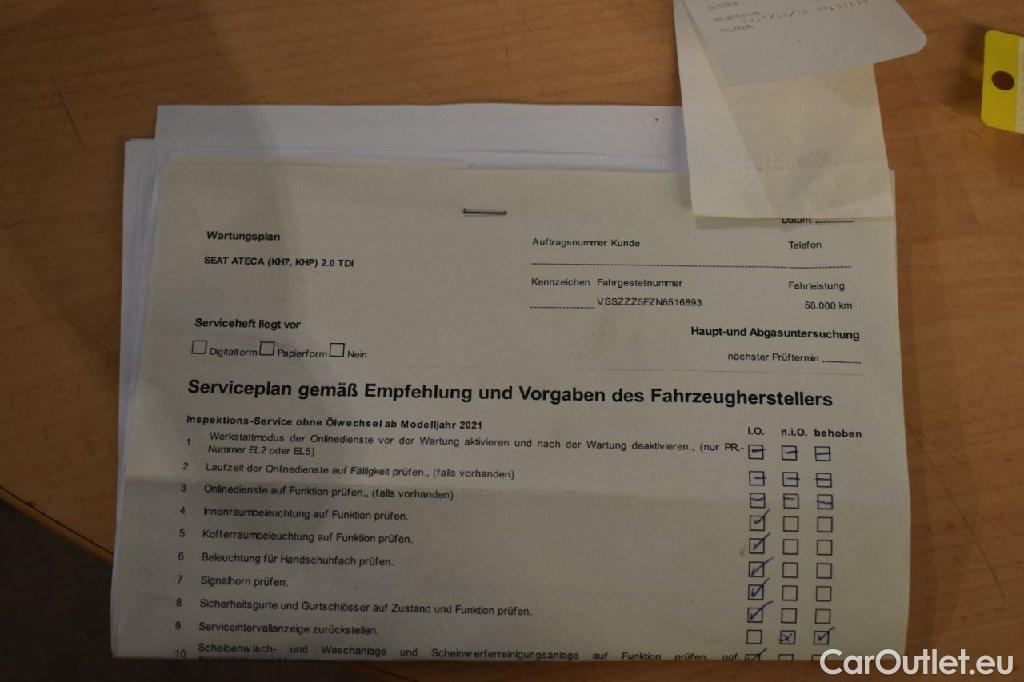 Datum:
Wartungsplan
Auftragsnummer Kunde
Telefon
SEAT ATECA (KH7, KHP) 2.0 TDI
Kennzeichen Fahrgestellnummer
Fahrleistung
VSSZZZ5FZN6516893
50.000 km
Serviceheft liegt vor
Haupt-und Abgasuntersuchung
Digitalform Papierform Nein
nächster Prüftermin
Serviceplan gemäß Empfehlung und Vorgaben des Fahrzeugherstellers
Inspektions-Service ohne Ölwechsel ab Modelljahr 2021
i.O. n.i.O. behoben
1 Werkstattmodus der Onlinedienste vor der Wartung aktivieren und nach der Wartung deaktivieren., (nur PR.-
Nummer EL2 oder EL5)
2 Laufzeit der Onlinedienste auf Fälligkeit prüfen., (falls vorhanden)
3 Onlinedienste auf Funktion prüfen., (falls vorhanden)
4 Innenraumbeleuchtung auf Funktion prüfen.
5 Kofferraumbeleuchtung auf Funktion prüfen.
6 Beleuchtung für Handschuhfach prüfen.
7 Signalhorn prüfen.
8 Sicherheitsgurte und Gurtschlösser auf Zustand und Funktion prüfen.
9 Serviceintervallanzeige zurückstellen.
10 Scheibenwisch- und Waschanlage und Scheinwerferreinigungsanlage auf Funktion prüfen, ggf.
CarOutlet.eu